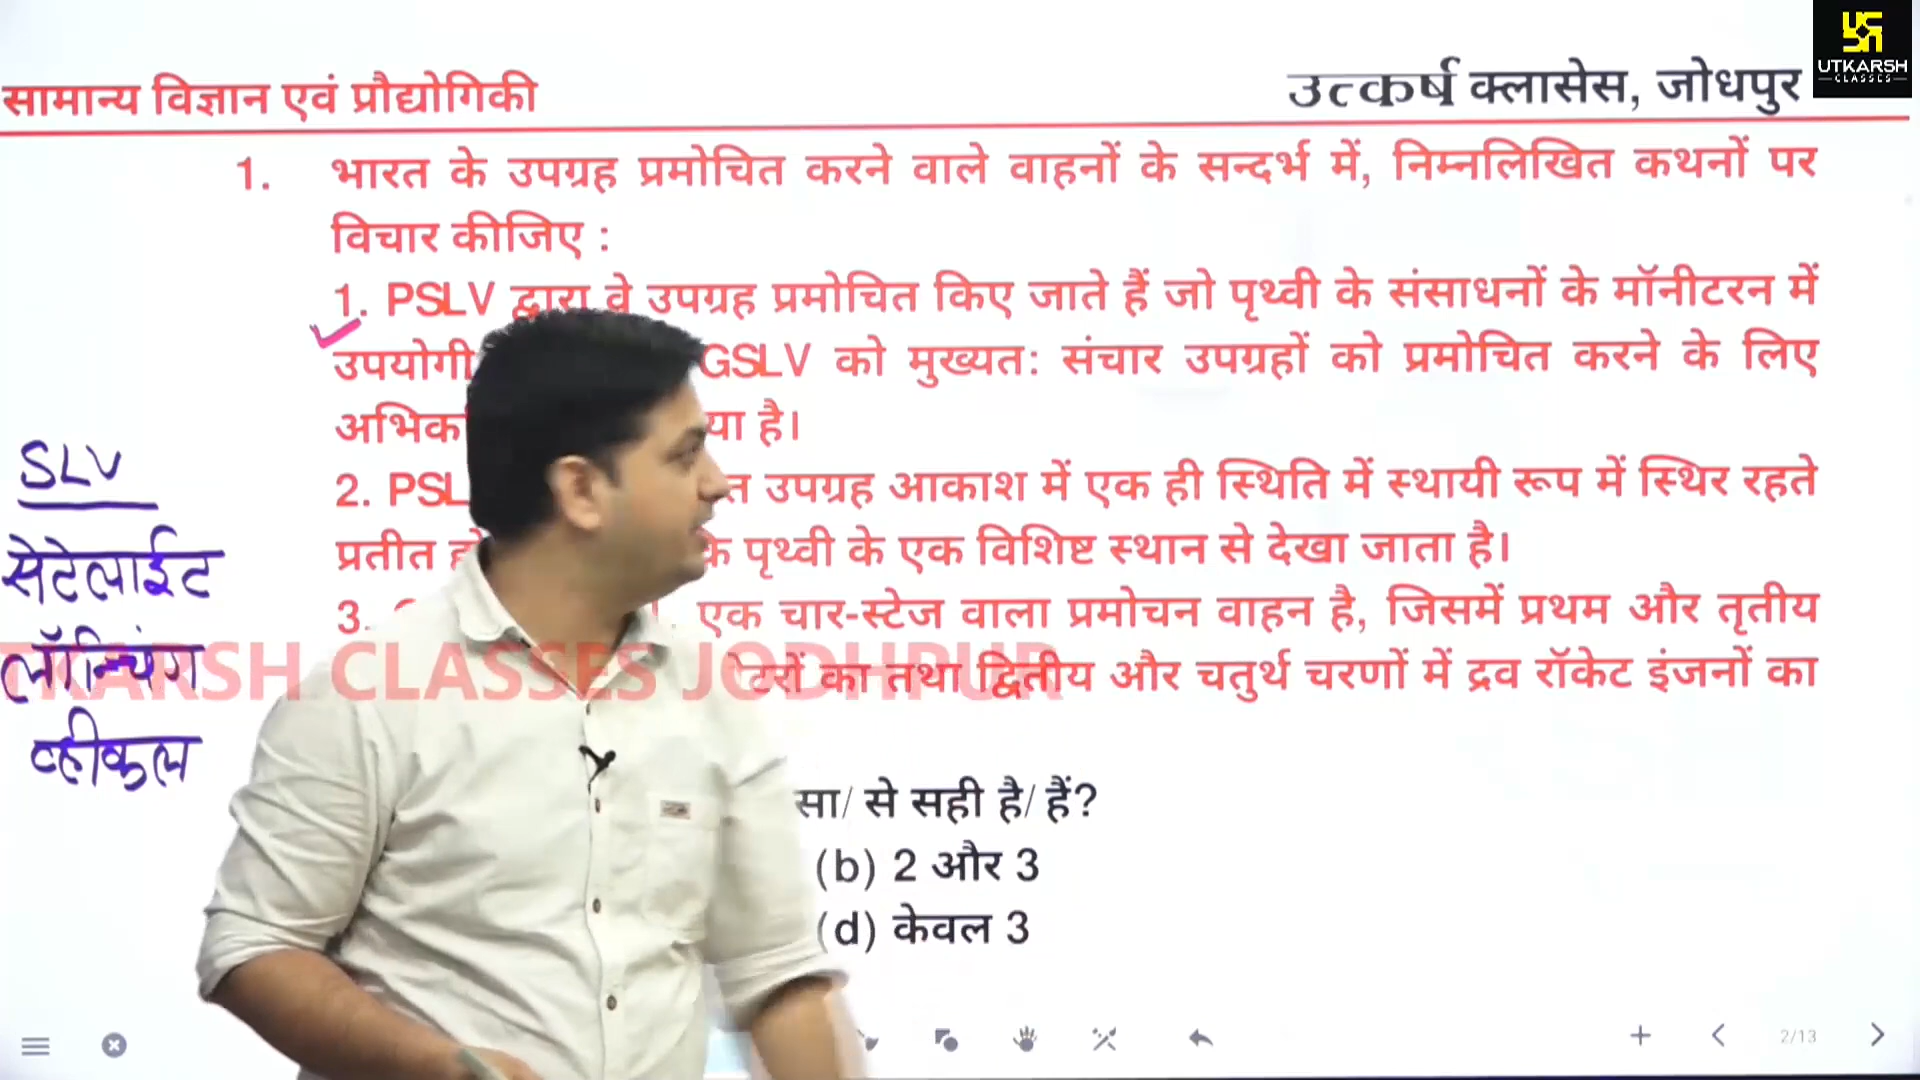 UTKARSH
CLASSES
सामान्य विज्ञान एवं प्रौद्योगिकी
उत्कर्ष क्लासेस, जोधपुर
1. भारत के उपग्रह प्रमोचित करने वाले वाहनों के सन्दर्भ में, निम्नलिखित कथनों पर
विचार कीजिए :
1. PSLV द्वारा वे उपग्रह प्रमोचित किए जाते हैं जो पृथ्वी के संसाधनों के मॉनीटरन में
उपयोगी GSLV को मुख्यत: संचार उपग्रहों को प्रमोचित करने के लिए
है।
2. उपग्रह आकाश में एक ही स्थिति में स्थायी रूप में स्थिर रहते
प्रतीत पृथ्वी के एक विशिष्ट स्थान से देखा जाता है।
3. एक चार-स्टेज वाला प्रमोचन वाहन है, जिसमें प्रथम और तृतीय
का तथा द्वितीय और चतुर्थ चरणों में द्रव रॉकेट इंजनों का
से सही है/ हैं?
(b) 2 और 3
(d) केवल 3
SLV
सेटेलाईट
लॉन्चिंग
व्हीकल
CLASSES JODHPUR
2/13